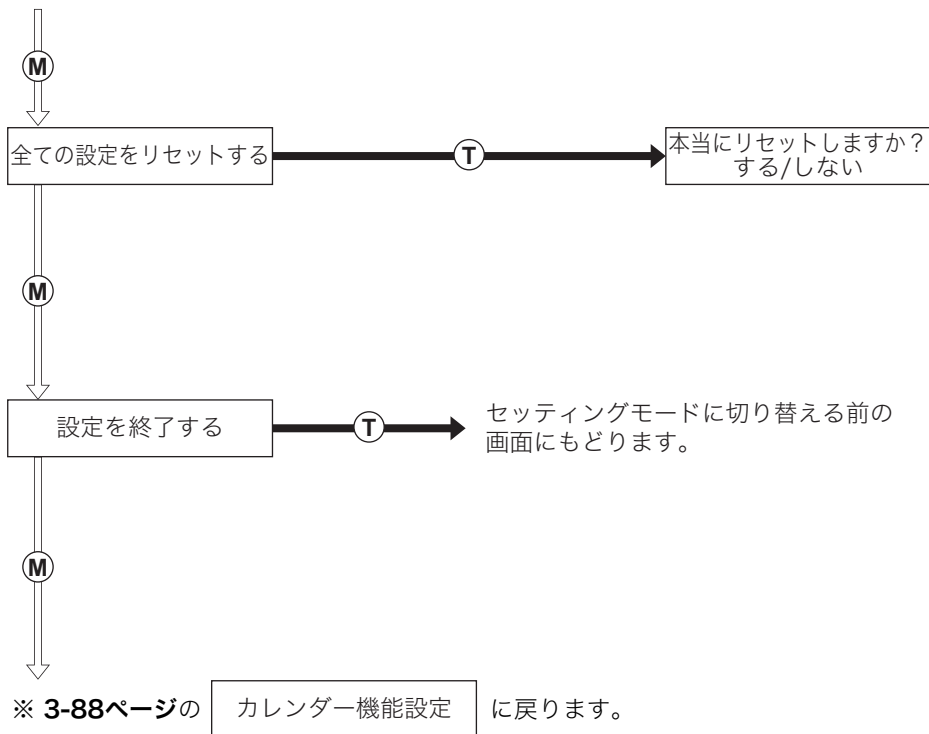 M
全ての設定をリセットする
T
本当にリセットしますか？
する/しない
M
設定を終了する
T
セッティングモードに切り替える前の
画面にもどります。
M
※ 3-88ページの カレンダー機能設定 に戻ります。